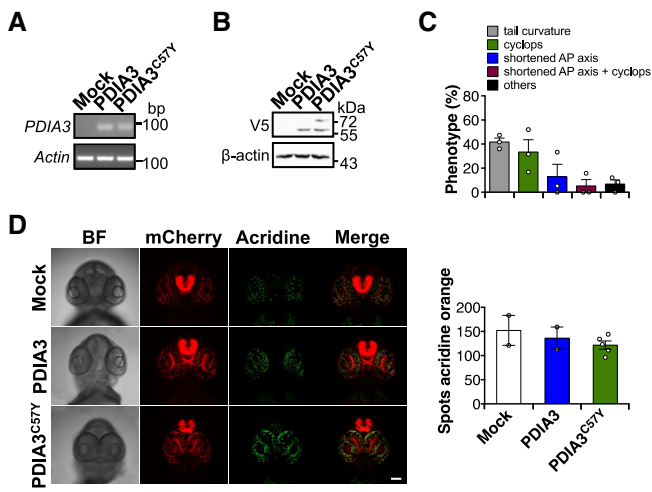 A
Mock
PDIA3
PDIA3C57Y
bp
PDIA3
100
Actin
100
B
Mock
PDIA3
PDIA3C57Y
kDa
V5
72
55
β-actin
43
C
tail curvature
cyclops
shortened AP axis
shortened AP axis + cyclops
others
Phenotype (%)
80
60
40
20
0
D
BF mCherry Acridine Merge
Mock
PDIA3
PDIA3C57Y
Spots acridine orange
200
150
100
50
0
Mock
PDIA3
PDIA3C57Y